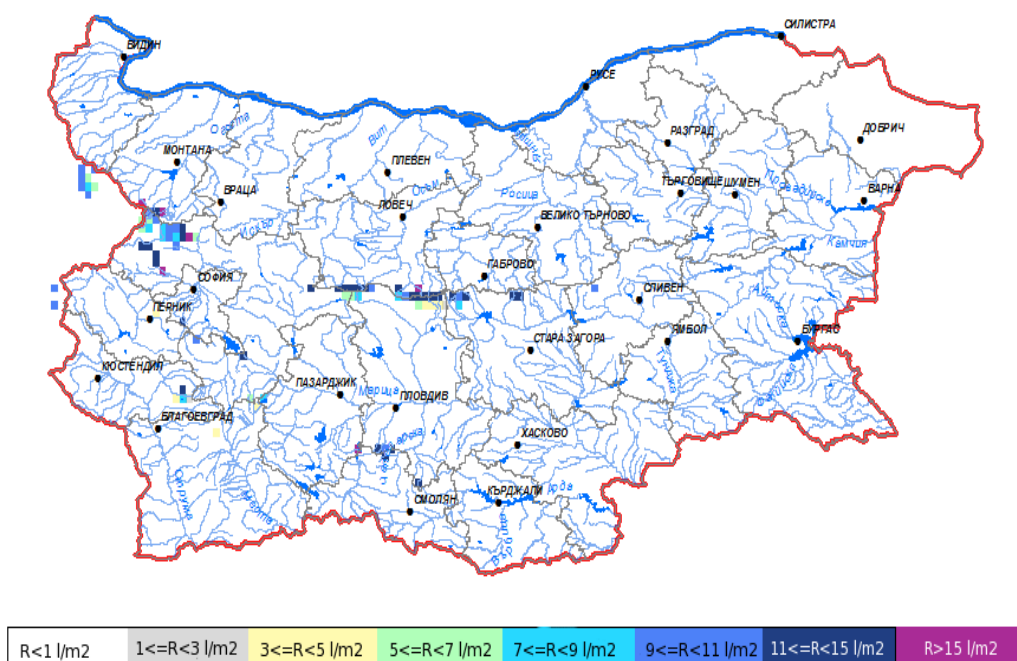 СИЛИСТРА
ВИДИН
РУСЕ
Огоста
Вит
РАЗГРАД
ДОБРИЧ
МОНТАНА
ПЛЕВЕН
ВРАЦА
Росица
ТЪРГОВИЩЕ ШУМЕН
ВАРНА
ЛОВЕЧ
ВЕЛИКО ТЪРНОВО
Искър
Камчия
ГАБРОВО
СОФИЯ
СЛИВЕН
ПЕРНИК
СТАРА ЗАГОРА
ЯМБОЛ
БУРГАС
КЮСТЕНДИЛ
ПАЗАРДЖИК
Марица
ПЛОВДИВ
БЛАГОЕВГРАД
ХАСКОВО
СМОЛЯН
КЪРДЖАЛИ
R<1 l/m2 1<=R<3 l/m2 3<=R<5 l/m2 5<=R<7 l/m2 7<=R<9 l/m2 9<=R<11 l/m2 11<=R<15 l/m2 R>15 l/m2